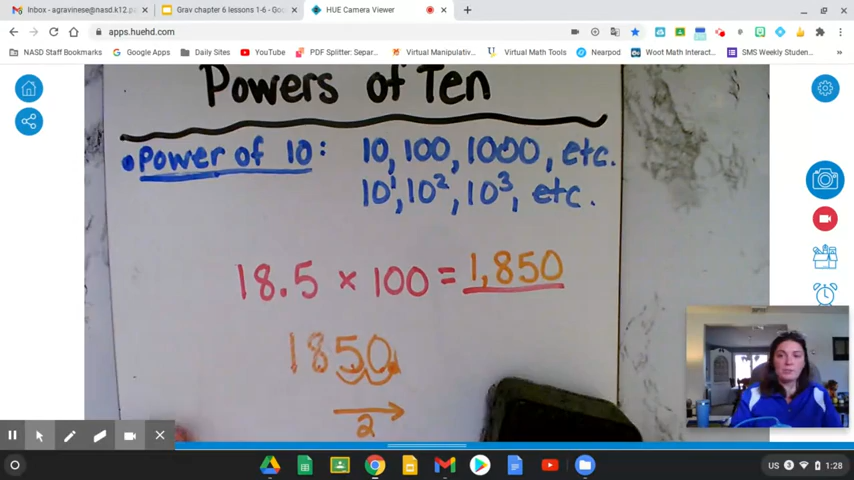 Inbox - agravinese@nasd.k12.p
Grav chapter 6 lessons 1-6 - Goo
HUE Camera Viewer
apps.huehd.com
NASD Staff Bookmarks
Google Apps
Daily Sites
YouTube
PDF Splitter: Separ...
Virtual Manipulativ...
Virtual Math Tools
Nearpod
Woot Math Interact...
SMS Weekly Studen...
Powers of Ten
• Power of 10: 10, 100, 1000, etc.
10¹, 10², 10³, etc.
18.5 × 100 = 1,850
1850.
2
US 3 1:28